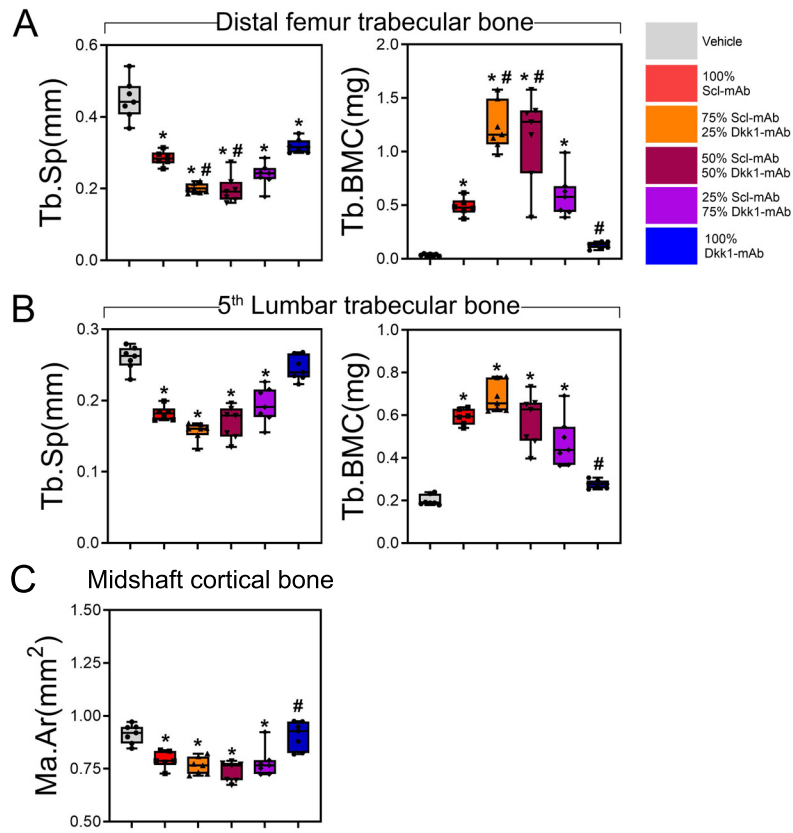 A
Distal femur trabecular bone
Tb.Sp(mm)
0.6
0.4
0.2
0.0
*
* #
* #
*
*
Tb.BMC(mg)
2.0
1.5
1.0
0.5
0.0
*
* #
* #
*
#
Vehicle
100%
Scl-mAb
75% Scl-mAb
25% Dkk1-mAb
50% Scl-mAb
50% Dkk1-mAb
25% Scl-mAb
75% Dkk1-mAb
100%
Dkk1-mAb
B
5th Lumbar trabecular bone
Tb.Sp(mm)
0.3
0.2
0.1
0.0
*
*
*
*
Tb.BMC(mg)
1.0
0.8
0.6
0.4
0.2
0.0
*
*
*
*
#
C
Midshaft cortical bone
Ma.Ar(mm²)
1.50
1.25
1.00
0.75
0.50
*
*
*
*
#